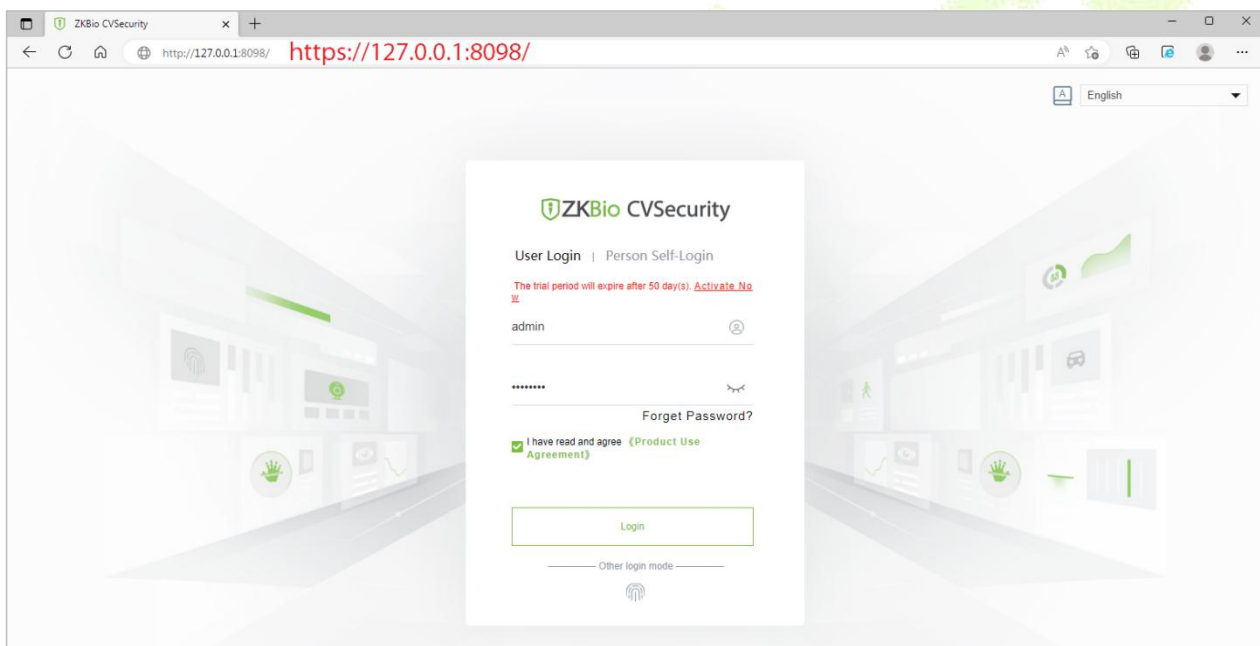 ZKBio CVSecurity
http://127.0.0.1:8098/ https://127.0.0.1:8098/
English
ZKBio CVSecurity
User Login | Person Self-Login
The trial period will expire after 50 day(s). Activate No
w
admin
••••••••
Forget Password?
I have read and agree 《Product Use
Agreement》
Login
Other login mode